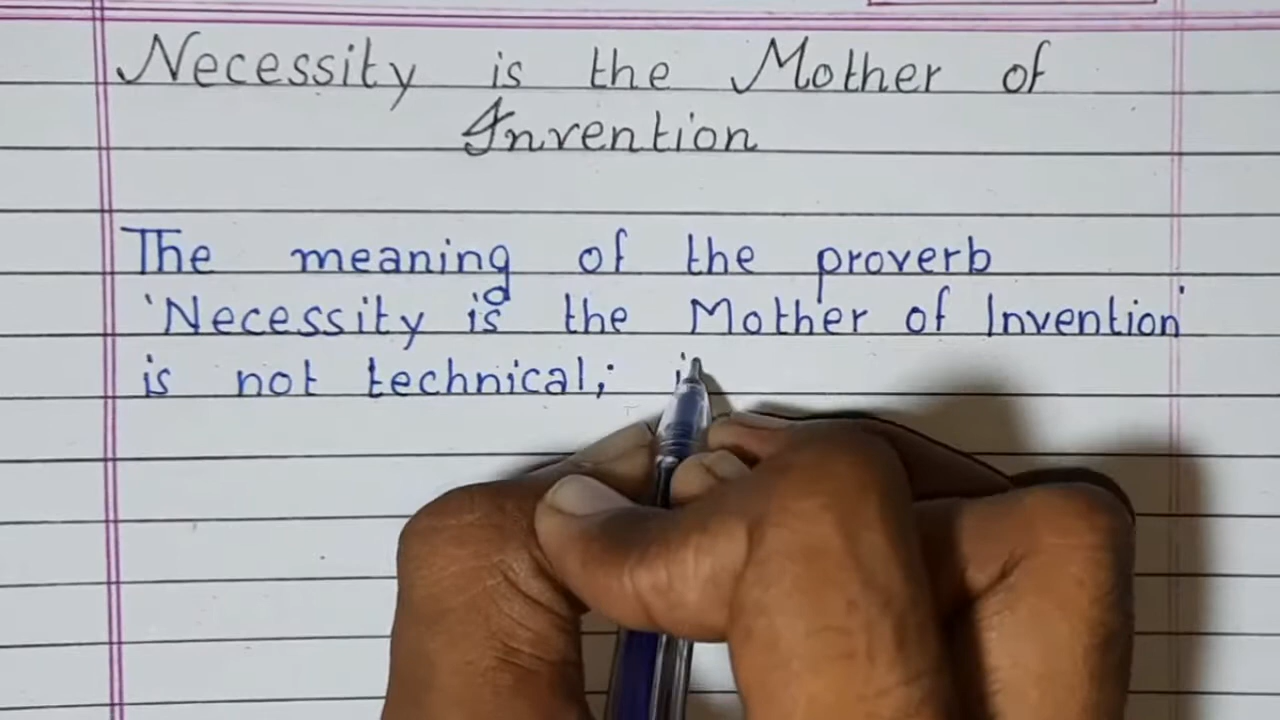 Necessity is the Mother of
Invention
The meaning of the proverb
'Necessity is the Mother of Invention'
is not technical; i